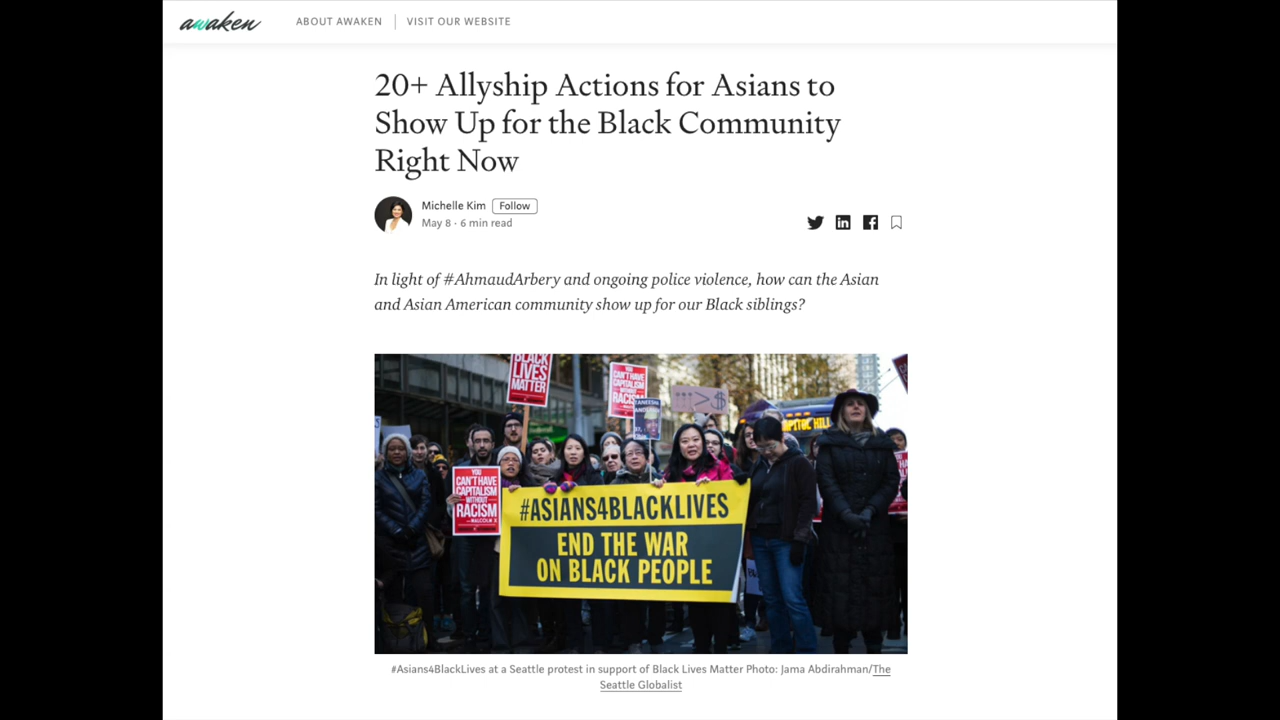 awaken
ABOUT AWAKEN
VISIT OUR WEBSITE
20+ Allyship Actions for Asians to
Show Up for the Black Community
Right Now
Michelle Kim Follow
May 8 · 6 min read
In light of #AhmaudArbery and ongoing police violence, how can the Asian
and Asian American community show up for our Black siblings?
BLACK
LIVES
MATTER
YOU
CAN'T HAVE
CAPITALISM
WITHOUT
RACISM
...>$
CAPITOL HILL
YOU
CAN'T HAVE
CAPITALISM
WITHOUT
RACISM
—MALCOLM X
#ASIANS4BLACKLIVES
END THE WAR
ON BLACK PEOPLE
#Asians4BlackLives at a Seattle protest in support of Black Lives Matter Photo: Jama Abdirahman/The
Seattle Globalist